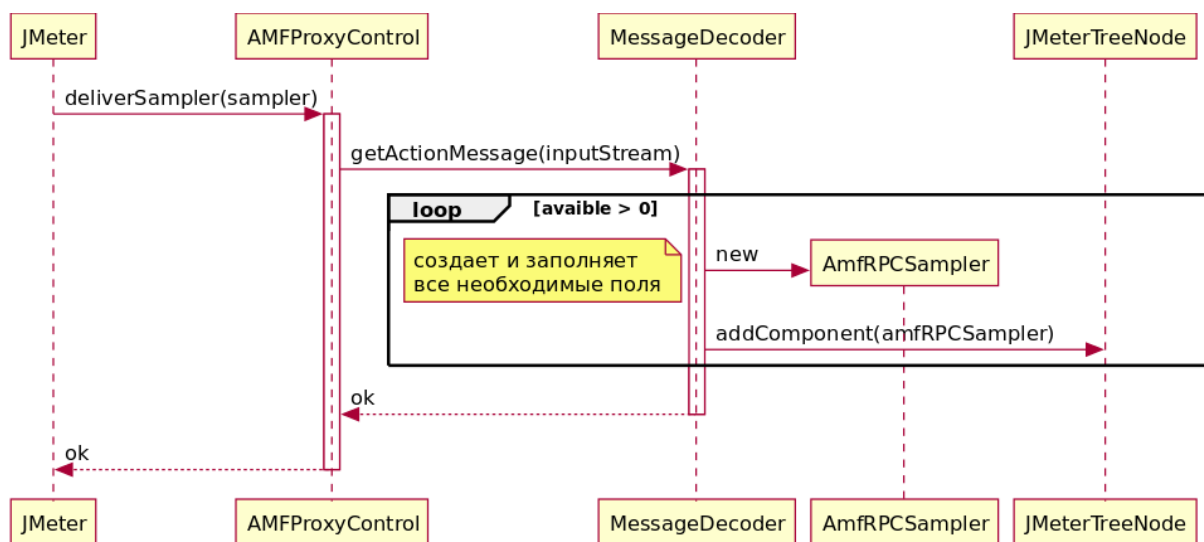 JMeter
AMFProxyControl
MessageDecoder
JMeterTreeNode
deliverSampler(sampler)
getActionMessage(inputStream)
loop
[avaible > 0]
создает и заполняет
все необходимые поля
new
AmfRPCSampler
addComponent(amfRPCSampler)
ok
ok
JMeter
AMFProxyControl
MessageDecoder
AmfRPCSampler
JMeterTreeNode